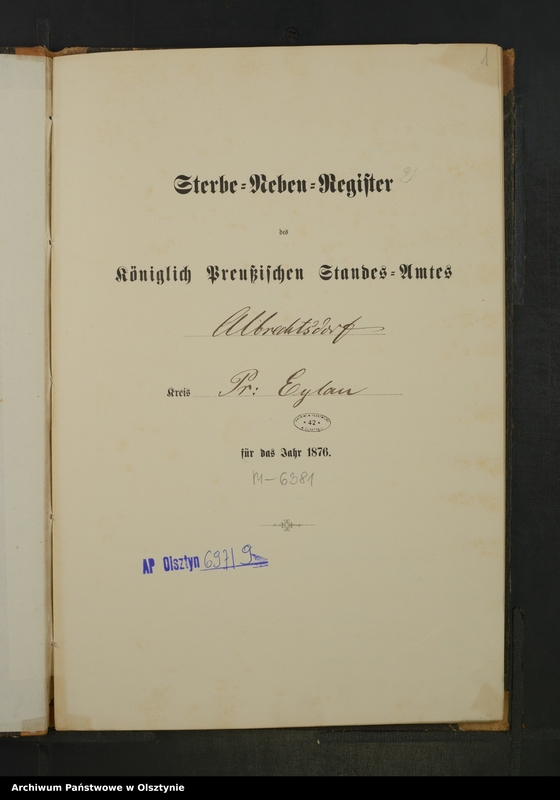 1
Sterbe=Neben=Register
des
Königlich Preußischen Standes=Amtes
Albrechtsdorf
Kreis Pr: Eylau
42
für das Jahr 1876.
M-6381
AP Olsztyn 697/9
Archiwum Państwowe w Olsztynie